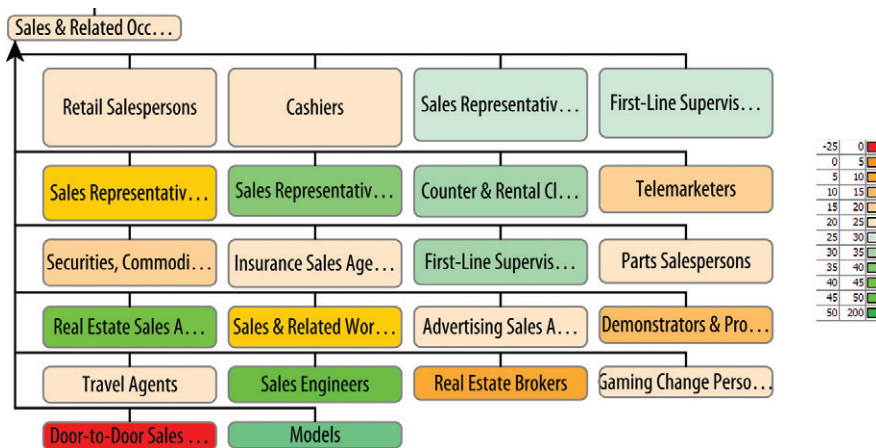 Sales & Related Occ…
Retail Salespersons
Cashiers
Sales Representativ…
First-Line Supervis…
Sales Representativ…
Sales Representativ…
Counter & Rental Cl…
Telemarketers
Securities, Commodi…
Insurance Sales Age…
First-Line Supervis…
Parts Salespersons
Real Estate Sales A…
Sales & Related Wor…
Advertising Sales A…
Demonstrators & Pro…
Travel Agents
Sales Engineers
Real Estate Brokers
Gaming Change Perso…
Door-to-Door Sales …
Models
-25 0
0 5
5 10
10 15
15 20
20 25
25 30
30 35
35 40
40 45
45 50
50 200